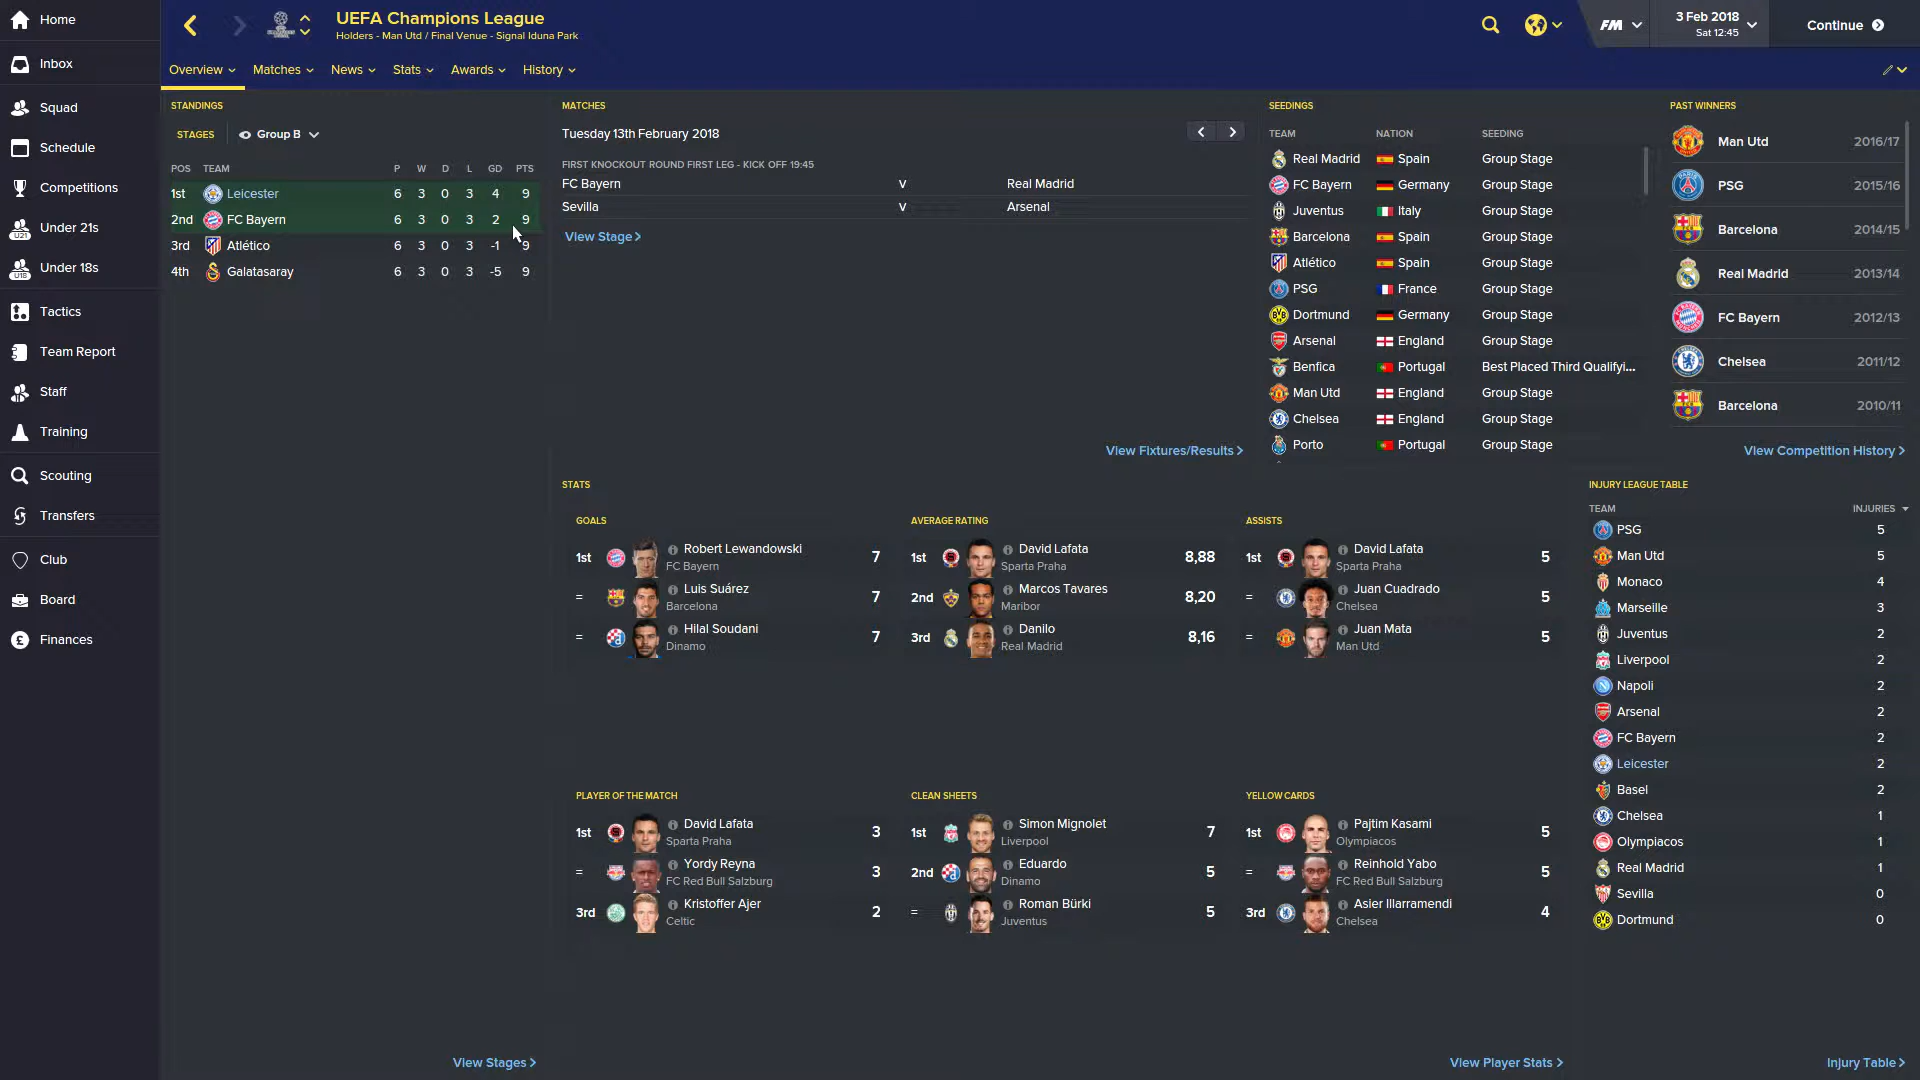 Home
Inbox
Squad
Schedule
Competitions
Under 21s
Under 18s
Tactics
Team Report
Staff
Training
Scouting
Transfers
Club
Board
Finances
UEFA Champions League
Holders - Man Utd / Final Venue - Signal Iduna Park
FM
3 Feb 2018
Sat 12:45
Continue
Overview Matches News Stats Awards History
STANDINGS
STAGES Group B
POS TEAM P W D L GD PTS
1st Leicester 6 3 0 3 4 9
2nd FC Bayern 6 3 0 3 2 9
3rd Atlético 6 3 0 3 -1 9
4th Galatasaray 6 3 0 3 -5 9
View Stages >
MATCHES
Tuesday 13th February 2018
FIRST KNOCKOUT ROUND FIRST LEG - KICK OFF 19:45
FC Bayern v Real Madrid
Sevilla v Arsenal
View Stage >
View Fixtures/Results >
SEEDINGS
TEAM NATION SEEDING
Real Madrid Spain Group Stage
FC Bayern Germany Group Stage
Juventus Italy Group Stage
Barcelona Spain Group Stage
Atlético Spain Group Stage
PSG France Group Stage
Dortmund Germany Group Stage
Arsenal England Group Stage
Benfica Portugal Best Placed Third Qualifyi...
Man Utd England Group Stage
Chelsea England Group Stage
Porto Portugal Group Stage
PAST WINNERS
Man Utd 2016/17
PSG 2015/16
Barcelona 2014/15
Real Madrid 2013/14
FC Bayern 2012/13
Chelsea 2011/12
Barcelona 2010/11
View Competition History >
STATS
GOALS
1st Robert Lewandowski 7
FC Bayern
= Luis Suárez 7
Barcelona
= Hilal Soudani 7
Dinamo
AVERAGE RATING
1st David Lafata 8,88
Sparta Praha
2nd Marcos Tavares 8,20
Maribor
3rd Danilo 8,16
Real Madrid
ASSISTS
1st David Lafata 5
Sparta Praha
= Juan Cuadrado 5
Chelsea
= Juan Mata 5
Man Utd
PLAYER OF THE MATCH
1st David Lafata 3
Sparta Praha
= Yordy Reyna 3
FC Red Bull Salzburg
3rd Kristoffer Ajer 2
Celtic
CLEAN SHEETS
1st Simon Mignolet 7
Liverpool
2nd Eduardo 5
Dinamo
= Roman Bürki 5
Juventus
YELLOW CARDS
1st Pajtim Kasami 5
Olympiacos
= Reinhold Yabo 5
FC Red Bull Salzburg
3rd Asier Illarramendi 4
Chelsea
View Player Stats >
INJURY LEAGUE TABLE
TEAM INJURIES
PSG 5
Man Utd 5
Monaco 4
Marseille 3
Juventus 2
Liverpool 2
Napoli 2
Arsenal 2
FC Bayern 2
Leicester 2
Basel 2
Chelsea 1
Olympiacos 1
Real Madrid 1
Sevilla 0
Dortmund 0
Injury Table >